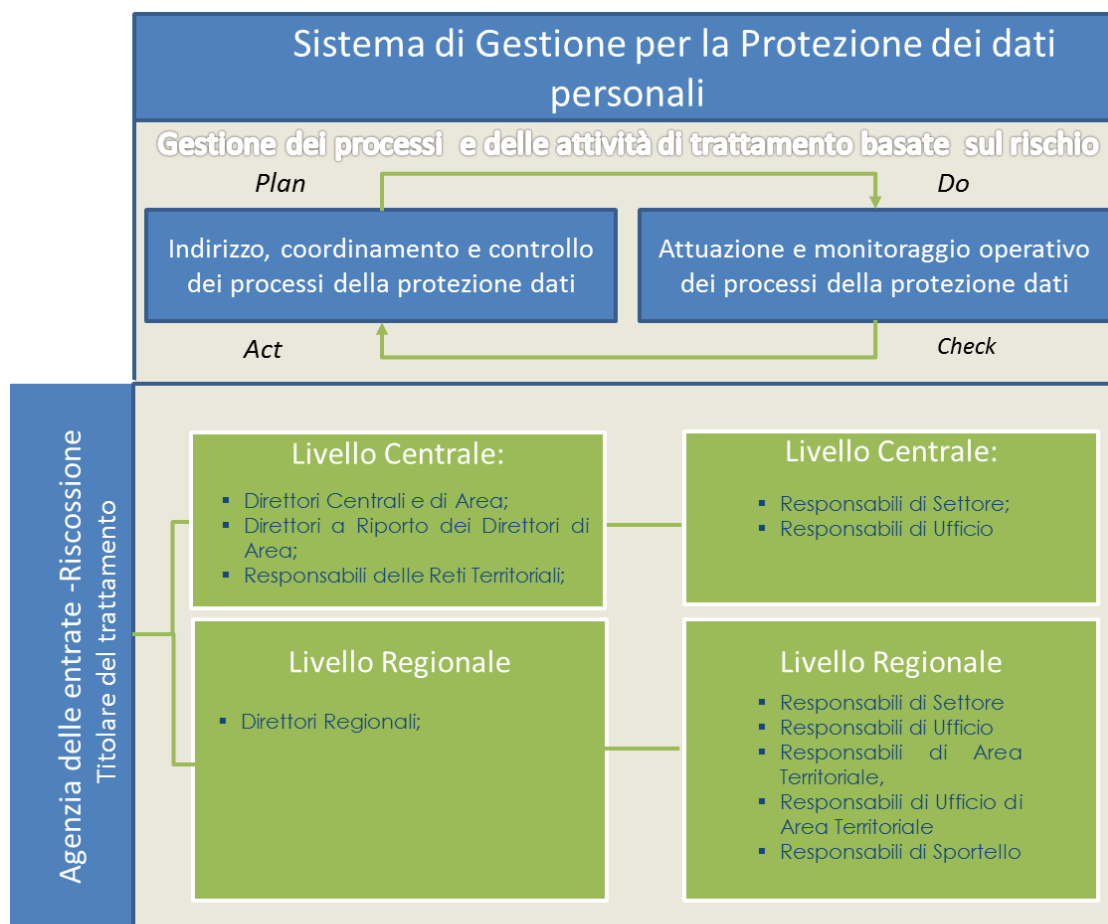 Sistema di Gestione per la Protezione dei dati
personali
Gestione dei processi e delle attività di trattamento basate sul rischio
Plan
Do
Indirizzo, coordinamento e controllo
dei processi della protezione dati
Attuazione e monitoraggio operativo
dei processi della protezione dati
Act
Check
Agenzia delle entrate -Riscossione
Titolare del trattamento
Livello Centrale:
▪ Direttori Centrali e di Area;
▪ Direttori a Riporto dei Direttori di
Area;
▪ Responsabili delle Reti Territoriali;
Livello Centrale:
▪ Responsabili di Settore;
▪ Responsabili di Ufficio
Livello Regionale
▪ Direttori Regionali;
Livello Regionale
▪ Responsabili di Settore
▪ Responsabili di Ufficio
▪ Responsabili di Area
Territoriale,
▪ Responsabili di Ufficio di
Area Territoriale
▪ Responsabili di Sportello